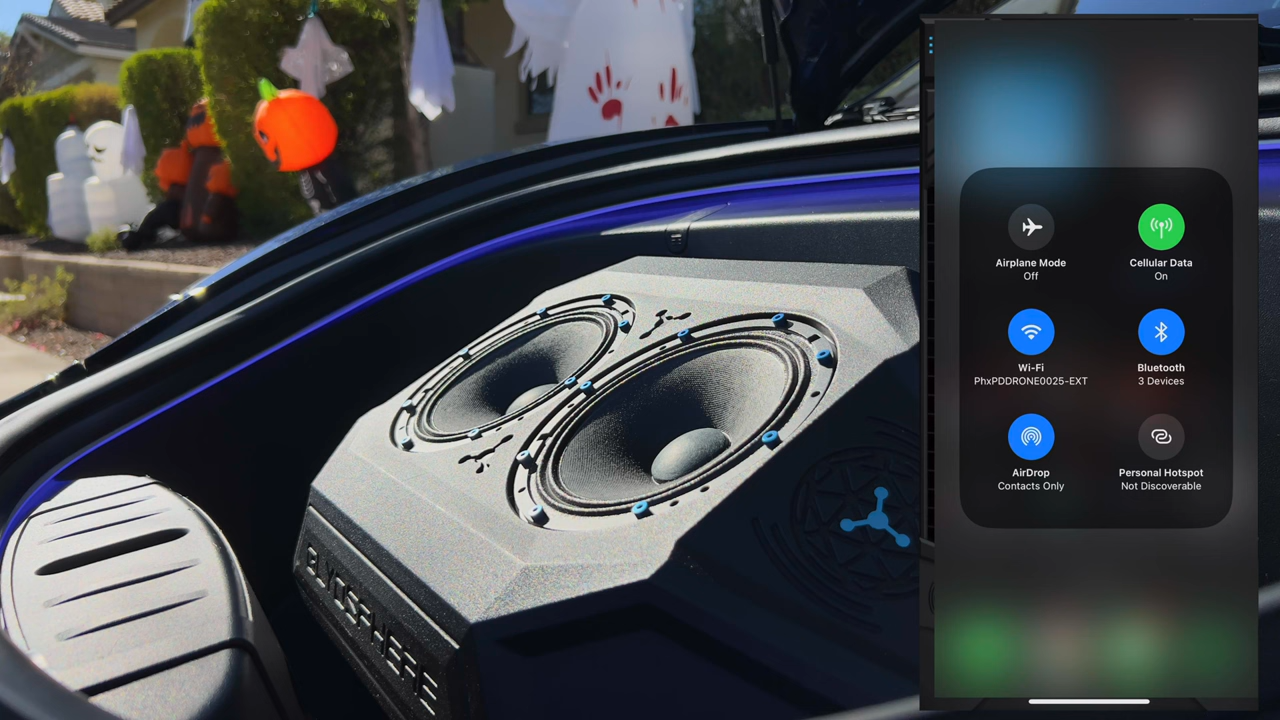 Airplane Mode
Off
Cellular Data
On
Wi-Fi
PhxPDDRONE0025-EXT
Bluetooth
3 Devices
AirDrop
Contacts Only
Personal Hotspot
Not Discoverable